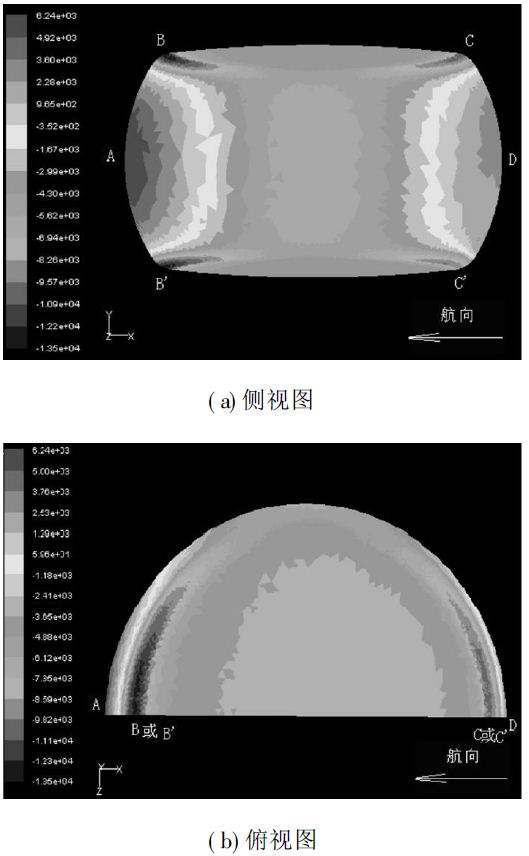 6.24e+03
4.92e+03
3.60e+03
2.28e+03
9.65e+02
-3.52e+02
-1.67e+03
-2.99e+03
-4.30e+03
-5.62e+03
-6.94e+03
-8.26e+03
-9.57e+03
-1.09e+04
-1.22e+04
-1.35e+04
B
C
A
D
B'
C'
Y
Z
X
航向
(a)侧视图
6.24e+03
5.00e+03
3.76e+03
2.53e+03
1.29e+03
5.96e+01
-1.18e+03
-2.41e+03
-3.65e+03
-4.88e+03
-6.12e+03
-7.35e+03
-8.59e+03
-9.82e+03
-1.11e+04
-1.23e+04
-1.35e+04
A
B或B'
C或C'
D
Y
X
Z
航向
(b)俯视图